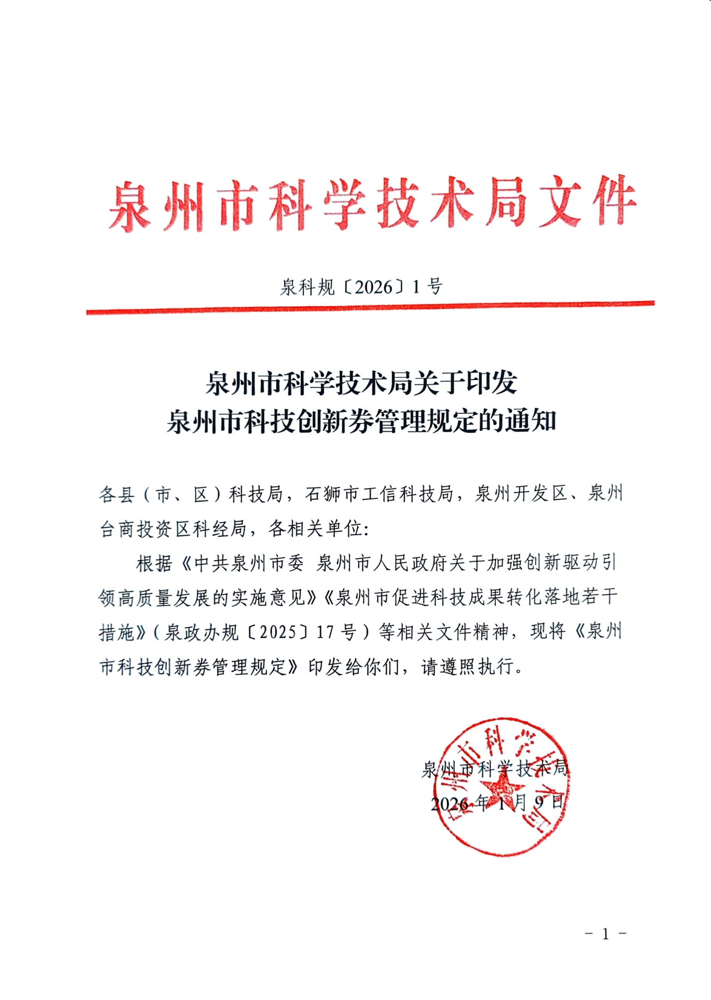 泉州市科学技术局文件
泉科规〔2026〕1号
泉州市科学技术局关于印发
泉州市科技创新券管理规定的通知
各县（市、区）科技局，石狮市工信科技局，泉州开发区、泉州
台商投资区科经局，各相关单位：
根据《中共泉州市委 泉州市人民政府关于加强创新驱动引
领高质量发展的实施意见》《泉州市促进科技成果转化落地若干
措施》（泉政办规〔2025〕17号）等相关文件精神，现将《泉州
市科技创新券管理规定》印发给你们，请遵照执行。
泉州市科学技术局
泉州市科学技术局
2026年1月9日
- 1 -